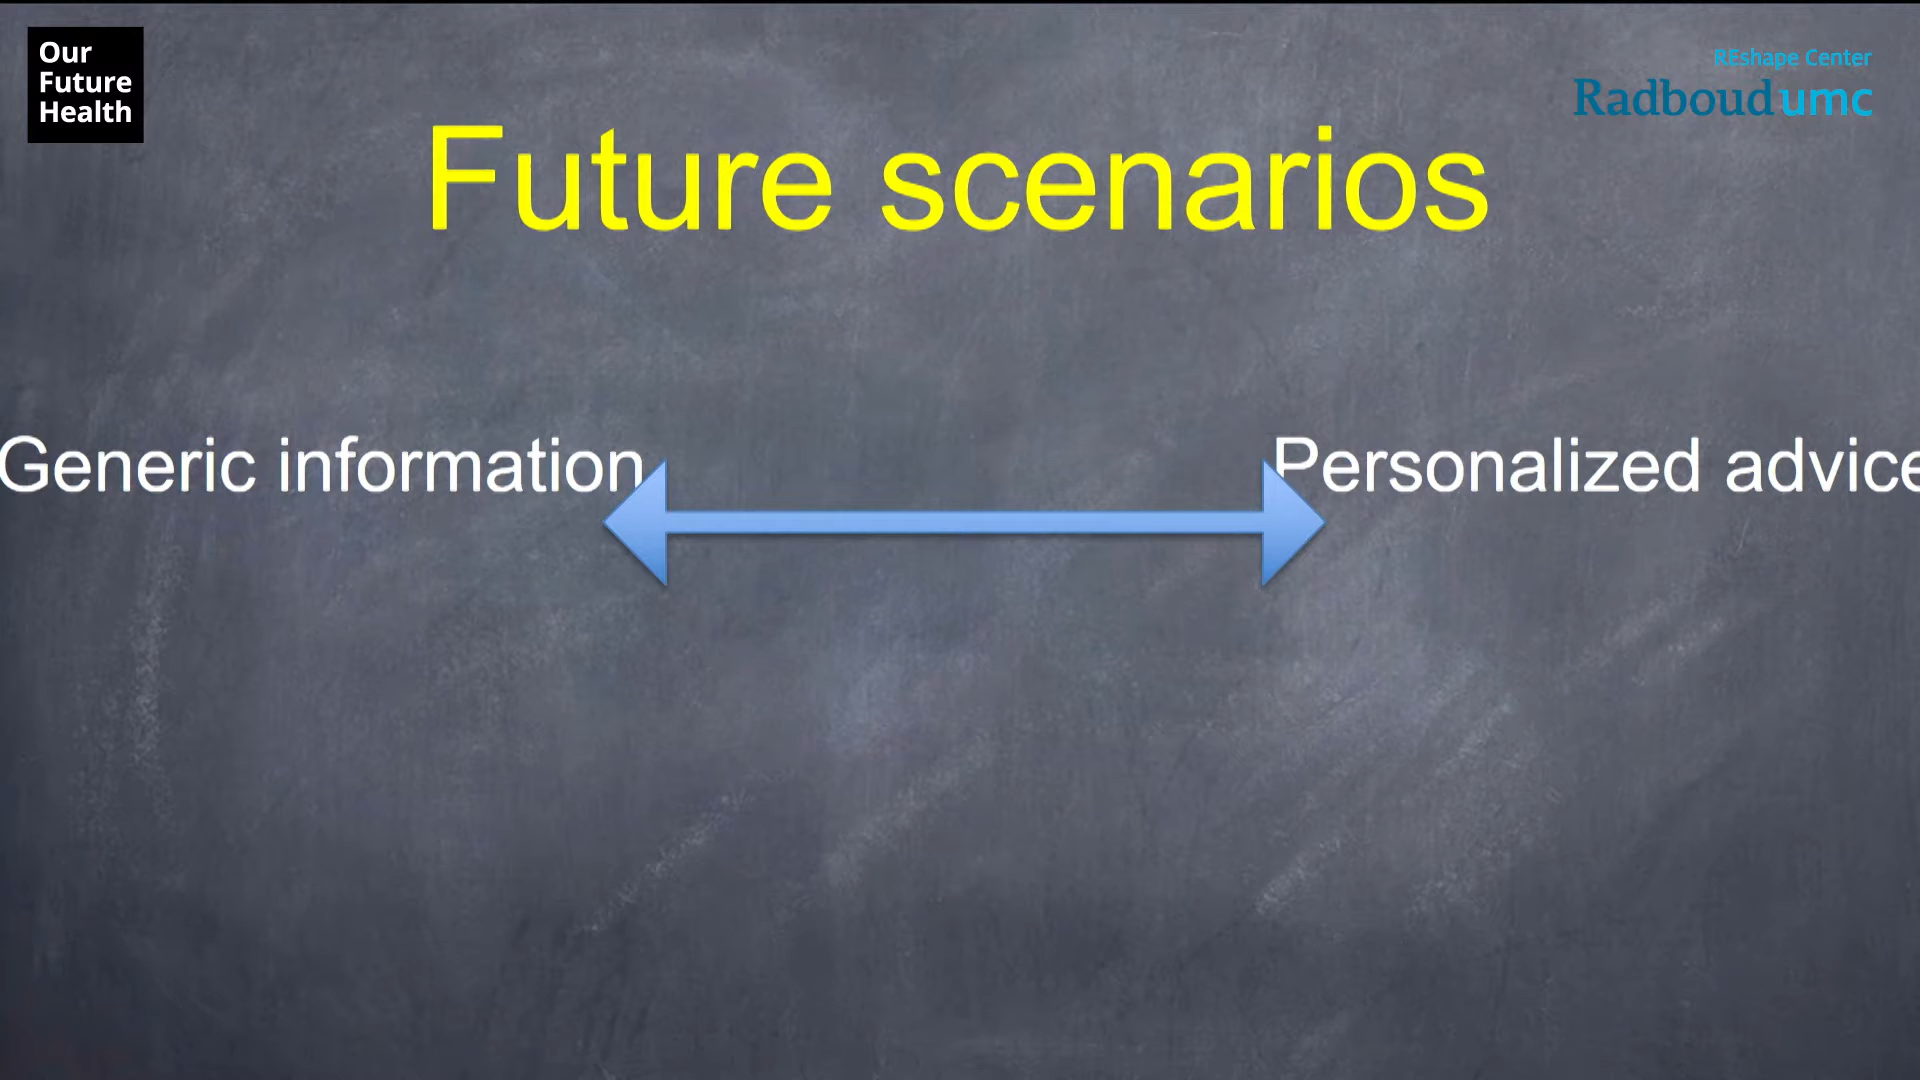 Our
Future
Health
REshape Center
Radboudumc
Future scenarios
Generic information
Personalized advice